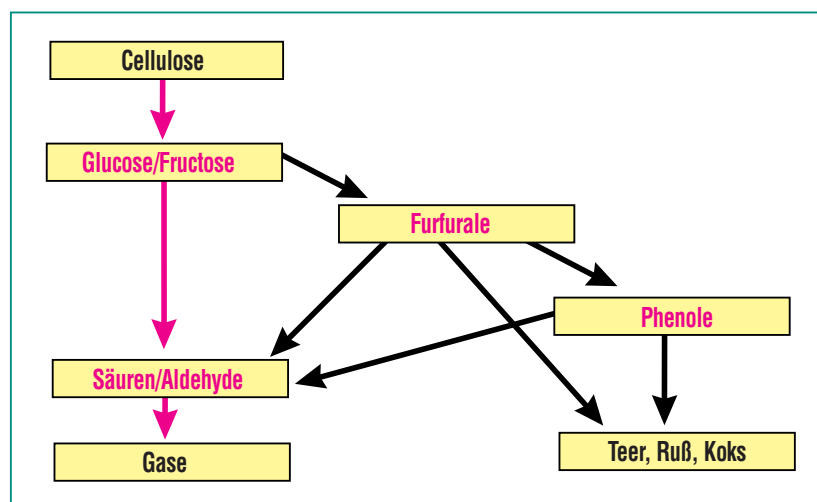 Cellulose
Glucose/Fructose
Furfurale
Phenole
Säuren/Aldehyde
Teer, Ruß, Koks
Gase